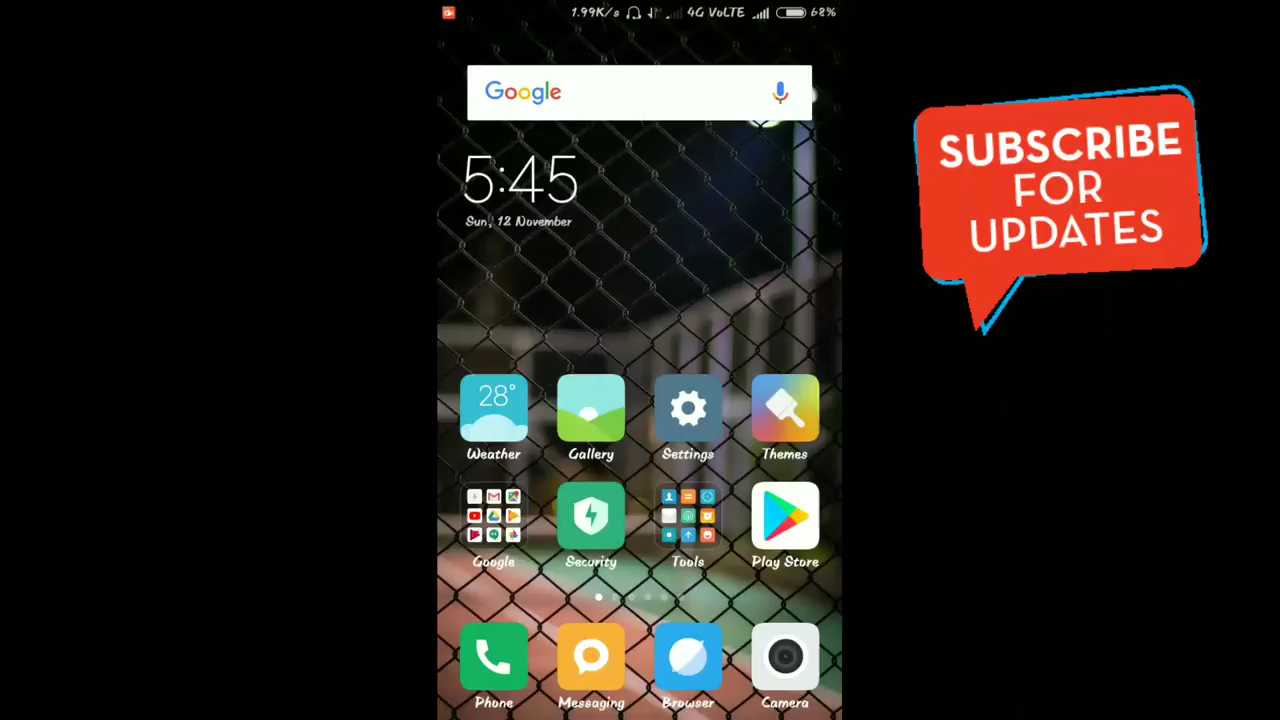 1.99K/s 4G VoLTE 68%
Google
5:45
Sun, 12 November
28°
Weather Gallery Settings Themes
Google Security Tools Play Store
Phone Messaging Browser Camera
SUBSCRIBE
FOR
UPDATES